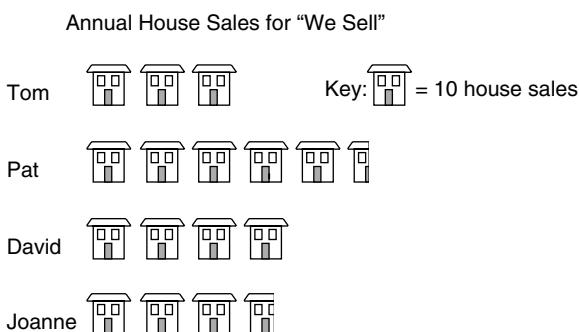 Annual House Sales for “We Sell”
Tom
Key: = 10 house sales
Pat
David
Joanne